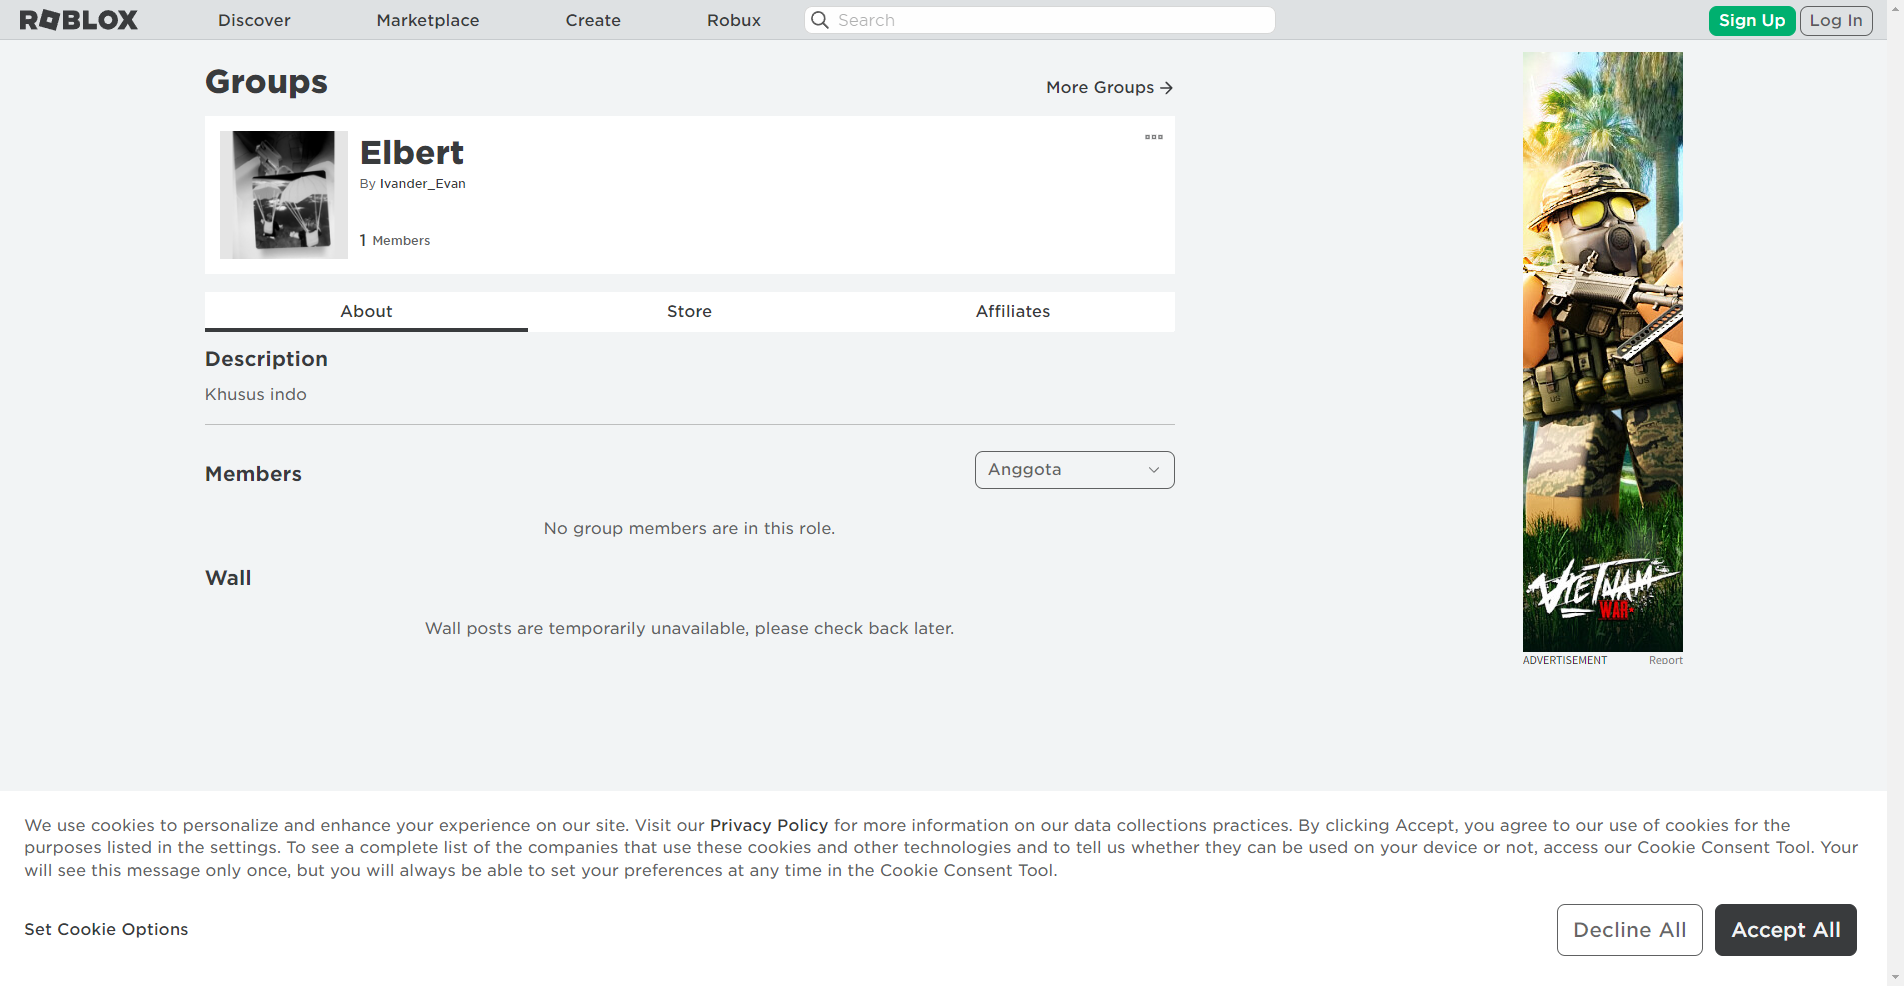 ROBLOX
Discover
Marketplace
Create
Robux
Search
Sign Up
Log In
Groups
More Groups
Elbert
By Ivander_Evan
1 Members
About
Store
Affiliates
Description
Khusus indo
Members
Anggota
No group members are in this role.
Wall
Wall posts are temporarily unavailable, please check back later.
US
US
VIETNAM
WAR
ADVERTISEMENT
Report
We use cookies to personalize and enhance your experience on our site. Visit our Privacy Policy for more information on our data collections practices. By clicking Accept, you agree to our use of cookies for the
purposes listed in the settings. To see a complete list of the companies that use these cookies and other technologies and to tell us whether they can be used on your device or not, access our Cookie Consent Tool. Your
will see this message only once, but you will always be able to set your preferences at any time in the Cookie Consent Tool.
Set Cookie Options
Decline All
Accept All